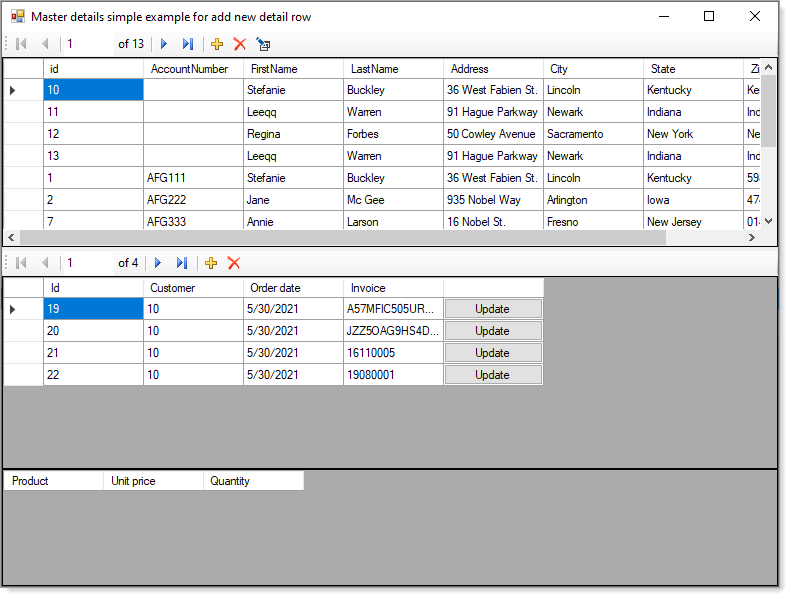 Master details simple example for add new detail row
1 of 13
id AccountNumber FirstName LastName Address City State Zi
10 Stefanie Buckley 36 West Fabien St. Lincoln Kentucky Ke
11 Leeqq Warren 91 Hague Parkway Newark Indiana Ind
12 Regina Forbes 50 Cowley Avenue Sacramento New York Ne
13 Leeqq Warren 91 Hague Parkway Newark Indiana Ind
1 AFG111 Stefanie Buckley 36 West Fabien St. Lincoln Kentucky 598
2 AFG222 Jane Mc Gee 935 Nobel Way Arlington Iowa 474
7 AFG333 Annie Larson 16 Nobel St. Fresno New Jersey 014
1 of 4
Id Customer Order date Invoice
19 10 5/30/2021 A57MFIC505UR... Update
20 10 5/30/2021 JZZ5OAG9HS4D... Update
21 10 5/30/2021 16110005 Update
22 10 5/30/2021 19080001 Update
Product Unit price Quantity